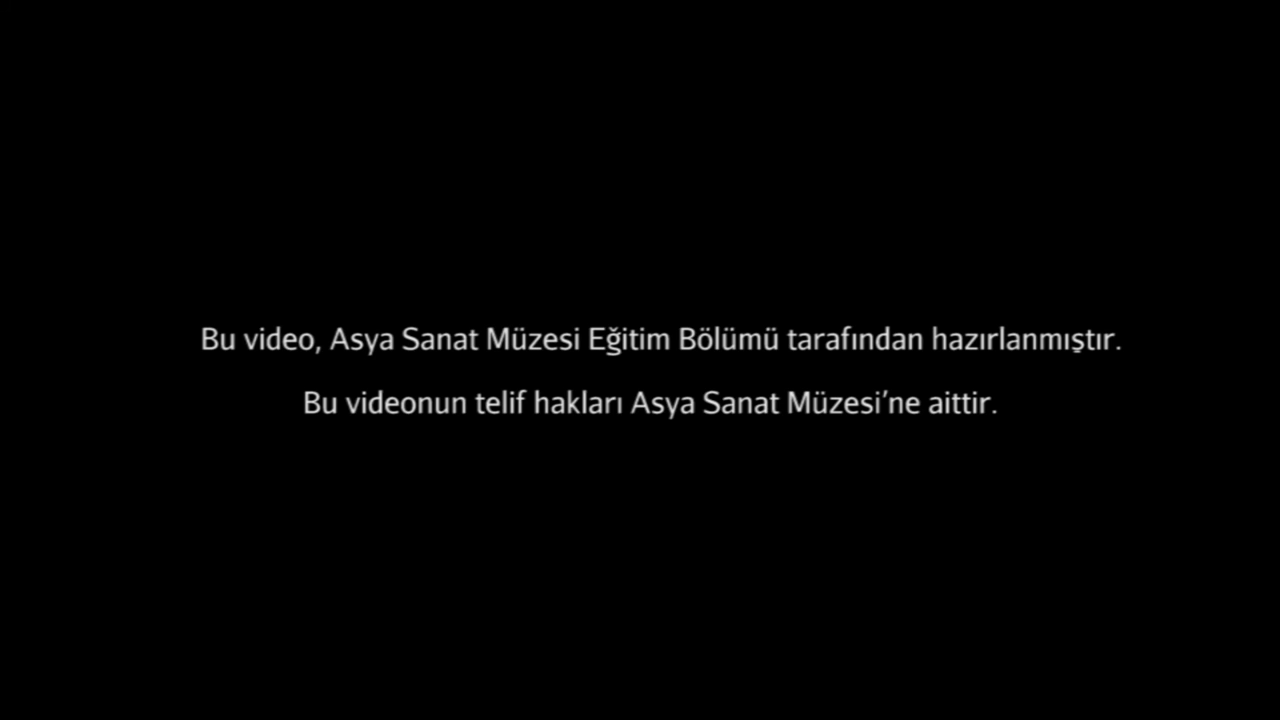 Bu video, Asya Sanat Müzesi Eğitim Bölümü tarafından hazırlanmıştır.
Bu videonun telif hakları Asya Sanat Müzesi’ne aittir.